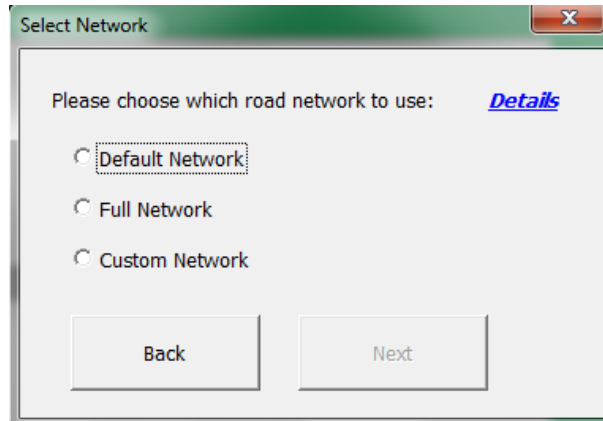 Select Network
Please choose which road network to use: Details
Default Network
Full Network
Custom Network
Back Next